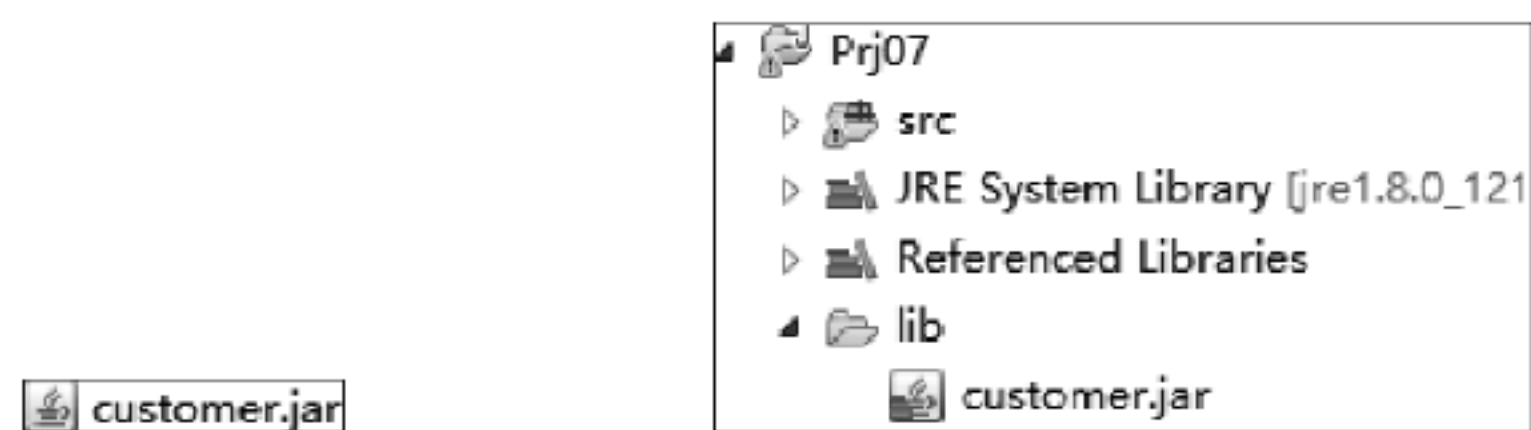 customer.jar
Prj07
src
JRE System Library [jre1.8.0_121
Referenced Libraries
lib
customer.jar